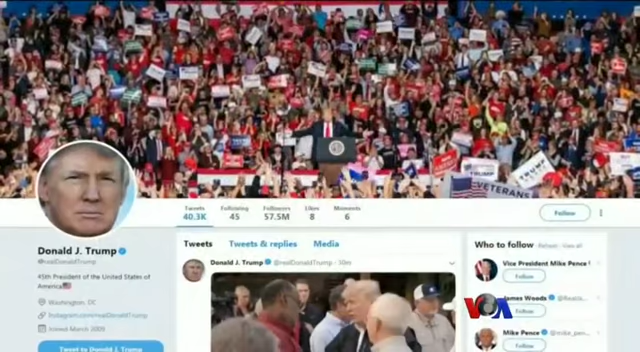 TRUMP
TRUMP
VETERANS
Tweets
Following
Followers
Likes
Moments
40.3K
45
57.5M
8
6
Follow
Donald J. Trump
@realDonaldTrump
45th President of the United States of
America
Washington, DC
Instagram.com/realDonaldTrump
Joined March 2009
Tweet to Donald J. Trump
Tweets
Tweets & replies
Media
Donald J. Trump @realDonaldTrump · 30m
Who to follow · Refresh · View all
Vice President Mike Pence
Follow
James Woods
Follow
Mike Pence @mike_pen...
Follow
VOA